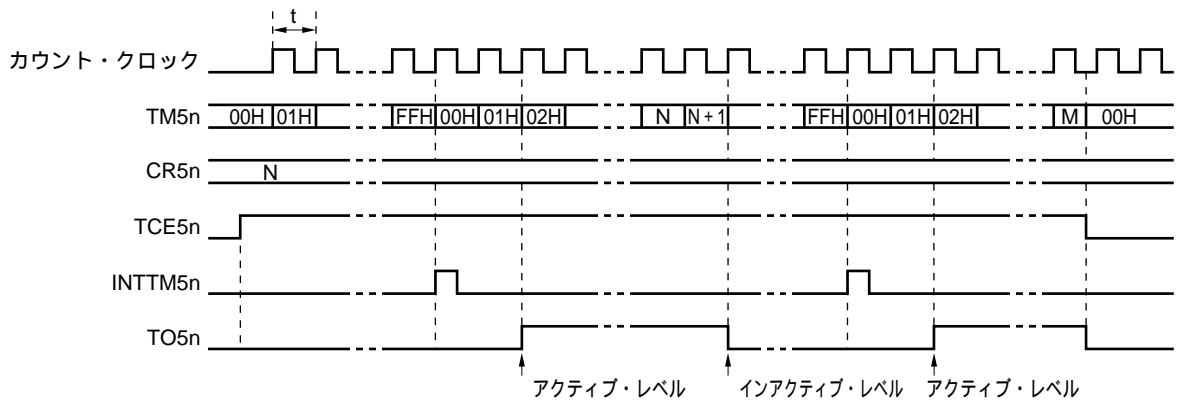 t
カウント・クロック
TM5n 00H 01H FFH 00H 01H 02H N N + 1 FFH 00H 01H 02H M 00H
CR5n N
TCE5n
INTTM5n
TO5n
アクティブ・レベル インアクティブ・レベル アクティブ・レベル